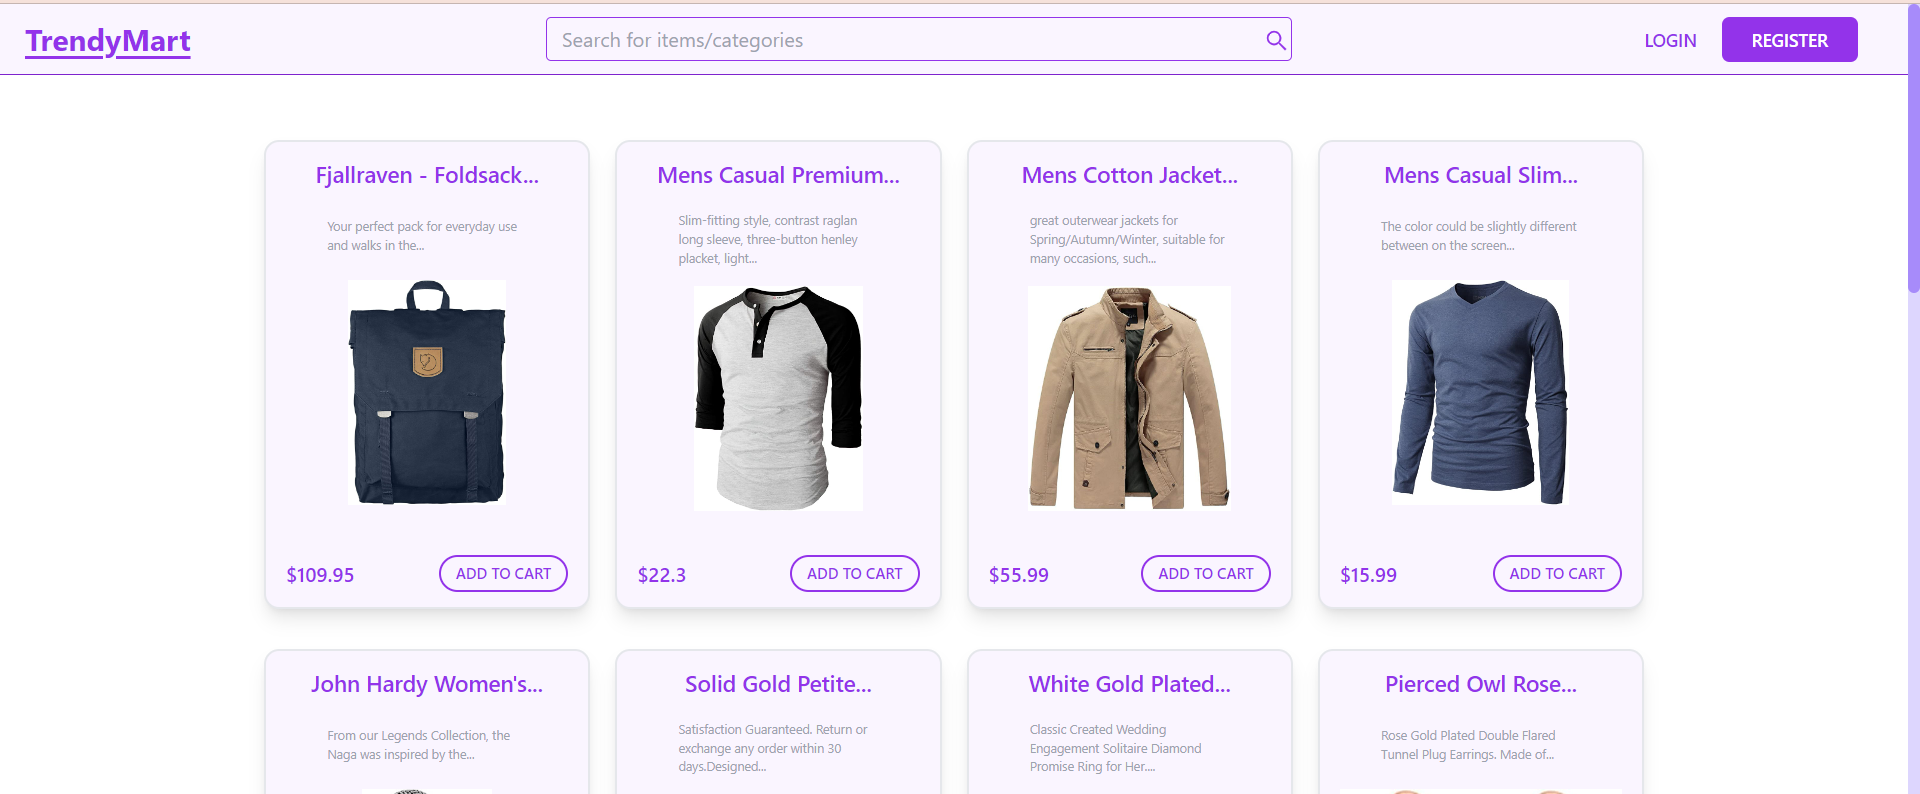 TrendyMart
Search for items/categories
LOGIN
REGISTER
Fjallraven - Foldsack...
Your perfect pack for everyday use
and walks in the...
$109.95
ADD TO CART
Mens Casual Premium...
Slim-fitting style, contrast raglan
long sleeve, three-button henley
placket, light...
$22.3
ADD TO CART
Mens Cotton Jacket...
great outerwear jackets for
Spring/Autumn/Winter, suitable for
many occasions, such...
$55.99
ADD TO CART
Mens Casual Slim...
The color could be slightly different
between on the screen...
$15.99
ADD TO CART
John Hardy Women's...
From our Legends Collection, the
Naga was inspired by the...
Solid Gold Petite...
Satisfaction Guaranteed. Return or
exchange any order within 30
days.Designed...
White Gold Plated...
Classic Created Wedding
Engagement Solitaire Diamond
Promise Ring for Her....
Pierced Owl Rose...
Rose Gold Plated Double Flared
Tunnel Plug Earrings. Made of...